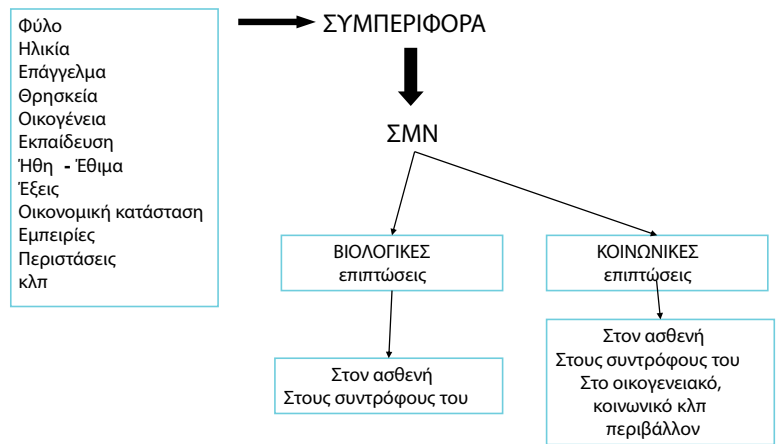 Φύλο
Ηλικία
Επάγγελμα
Θρησκεία
Οικογένεια
Εκπαίδευση
Ήθη - Έθιμα
Έξεις
Οικονομική κατάσταση
Εμπειρίες
Περιστάσεις
κλπ
ΣΥΜΠΕΡΙΦΟΡΑ
ΣΜΝ
ΒΙΟΛΟΓΙΚΕΣ
επιπτώσεις
ΚΟΙΝΩΝΙΚΕΣ
επιπτώσεις
Στον ασθενή
Στους συντρόφους του
Στον ασθενή
Στους συντρόφους του
Στο οικογενειακό,
κοινωνικό κλπ
περιβάλλον